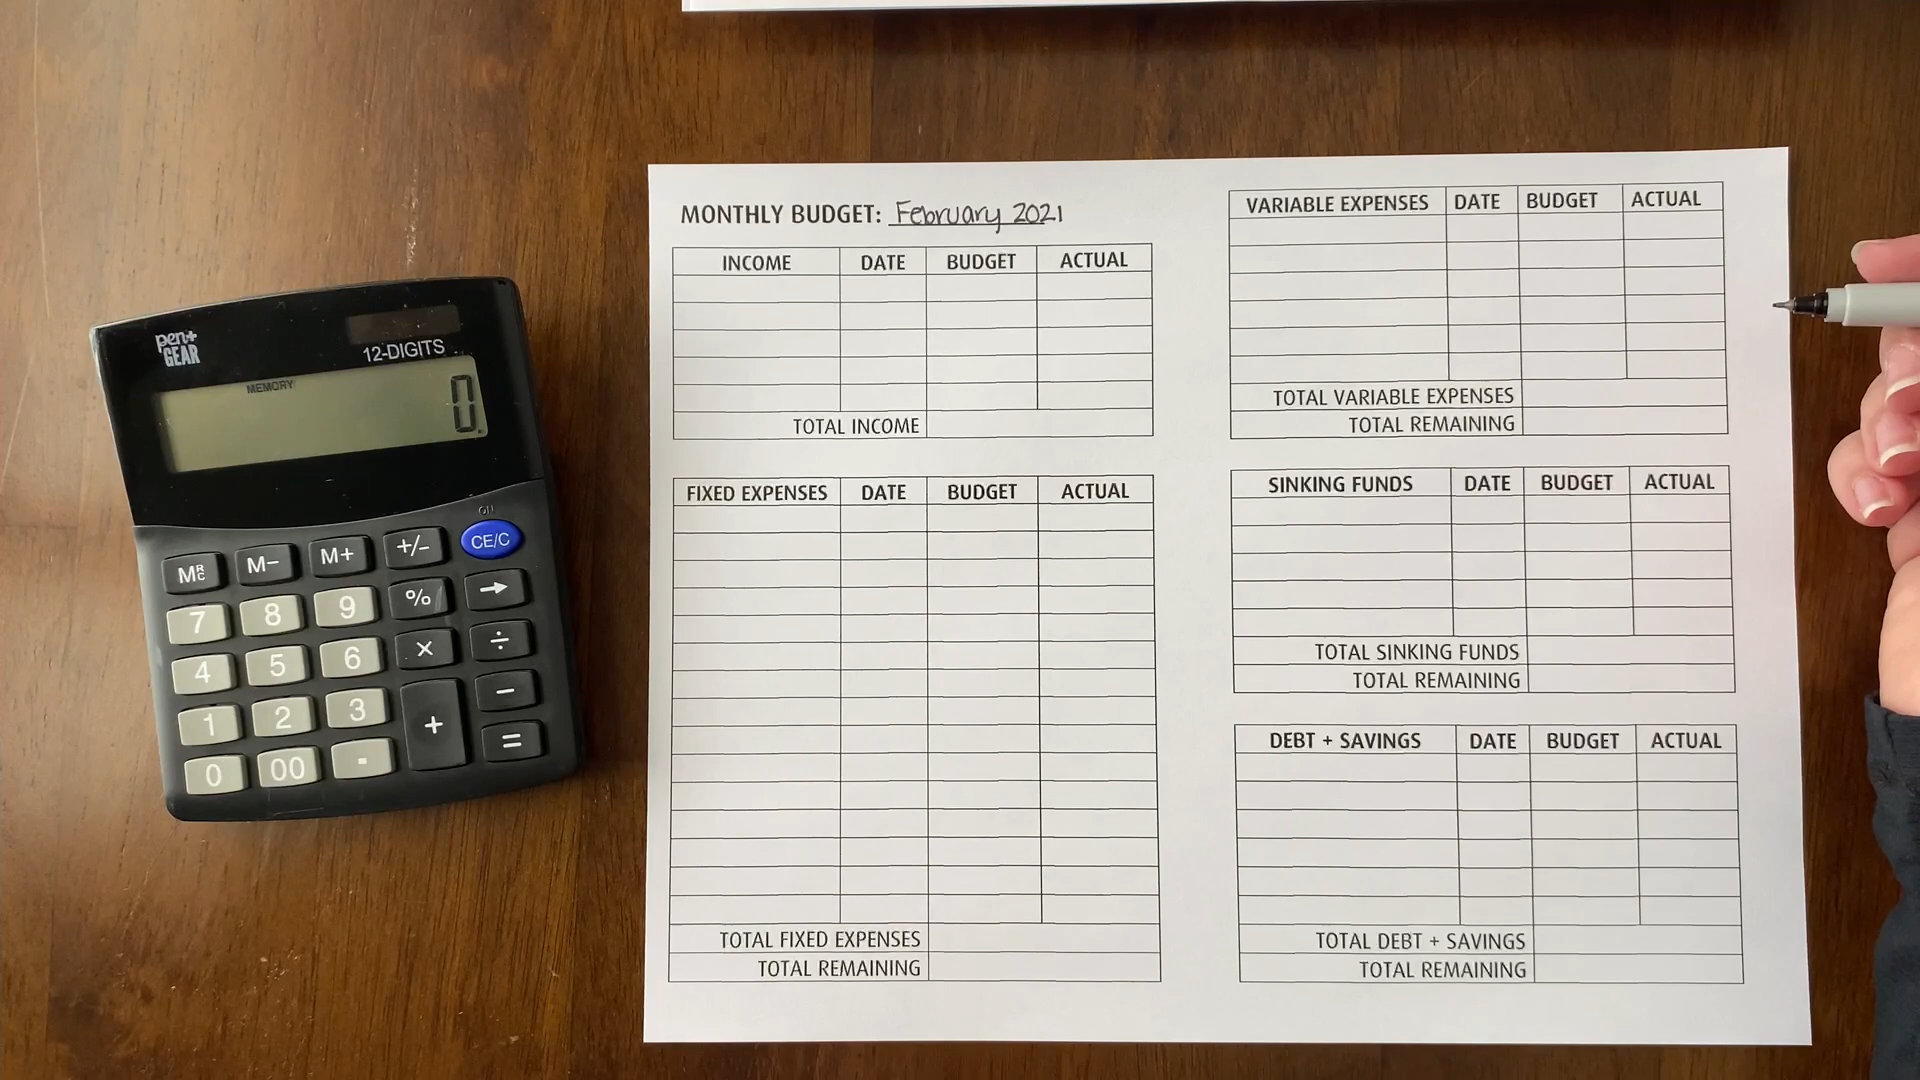 pen+
GEAR
12-DIGITS
MEMORY
0.
ON
MRC M− M+ +/− CE/C
7 8 9 % →
4 5 6 × ÷
1 2 3 + −
0 00 . =
MONTHLY BUDGET: February 2021
INCOME DATE BUDGET ACTUAL
TOTAL INCOME
FIXED EXPENSES DATE BUDGET ACTUAL
TOTAL FIXED EXPENSES
TOTAL REMAINING
VARIABLE EXPENSES DATE BUDGET ACTUAL
TOTAL VARIABLE EXPENSES
TOTAL REMAINING
SINKING FUNDS DATE BUDGET ACTUAL
TOTAL SINKING FUNDS
TOTAL REMAINING
DEBT + SAVINGS DATE BUDGET ACTUAL
TOTAL DEBT + SAVINGS
TOTAL REMAINING